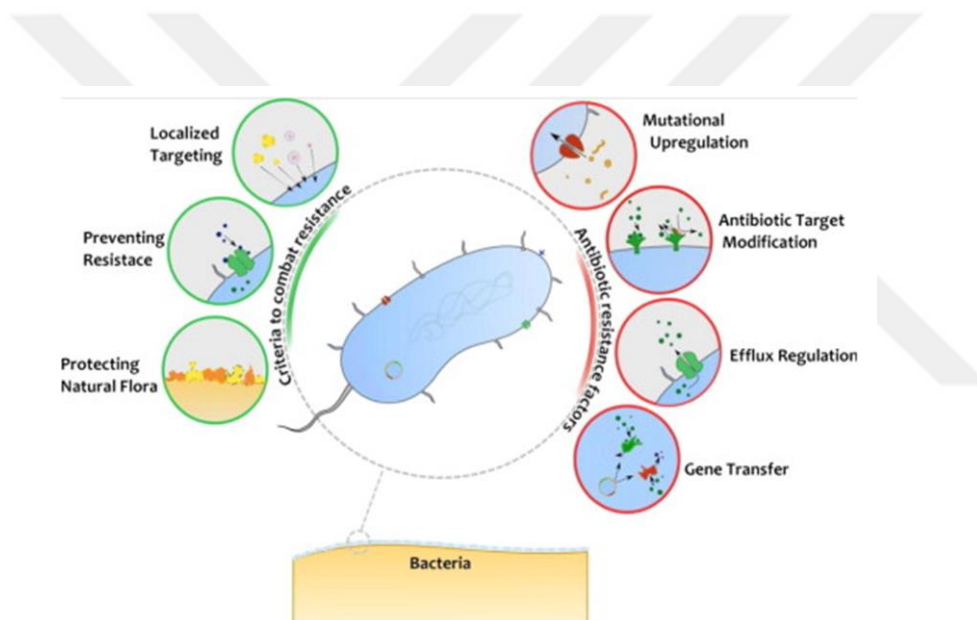 Localized
Targeting
Preventing
Resistace
Protecting
Natural Flora
Criteria to combat resistance
Antibiotic resistance factors
Mutational
Upregulation
Antibiotic Target
Modification
Efflux Regulation
Gene Transfer
Bacteria